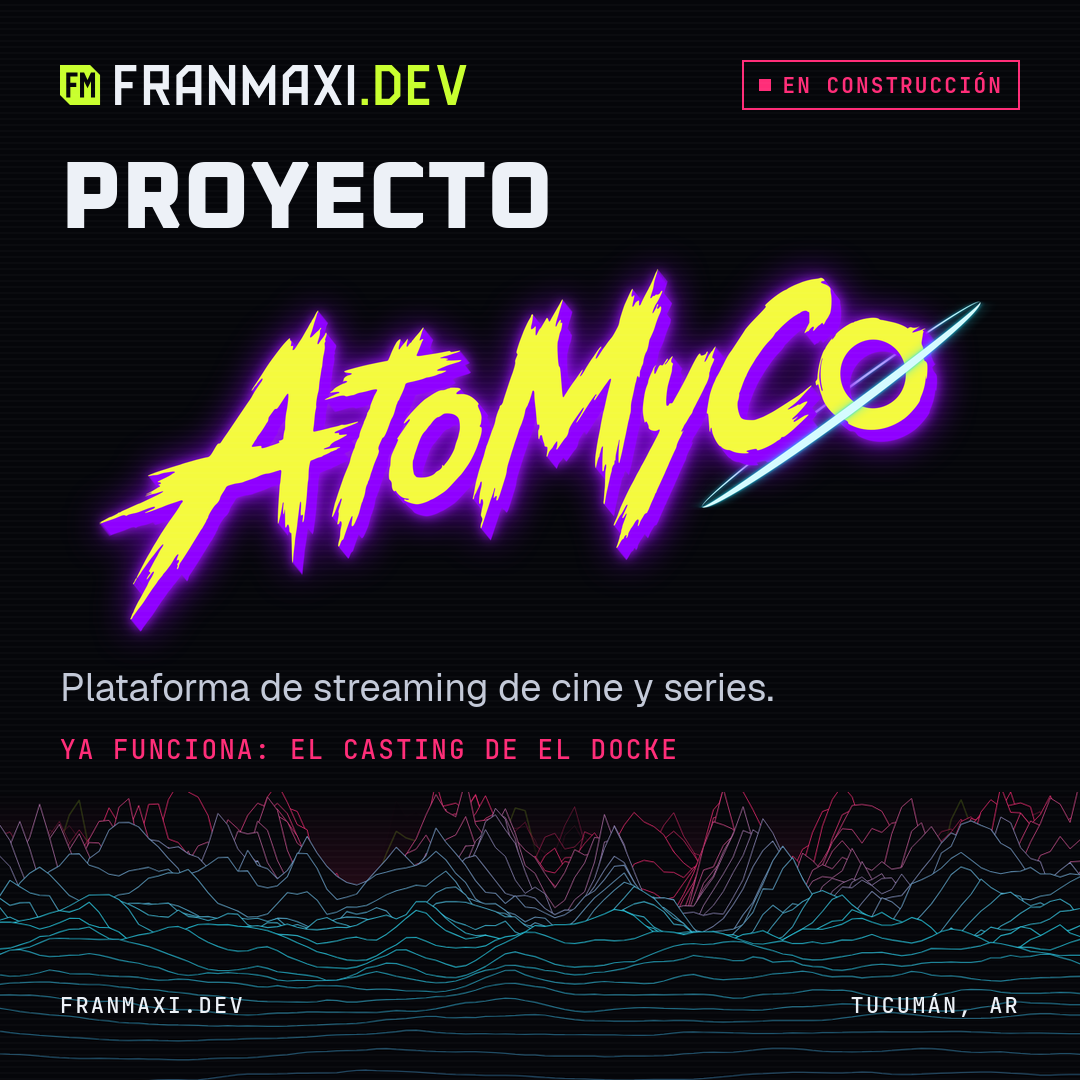 FM FRANMAXI.DEV
EN CONSTRUCCIÓN
PROYECTO
AToMyCo
Plataforma de streaming de cine y series.
YA FUNCIONA: EL CASTING DE EL DOCKE
FRANMAXI.DEV
TUCUMÁN, AR